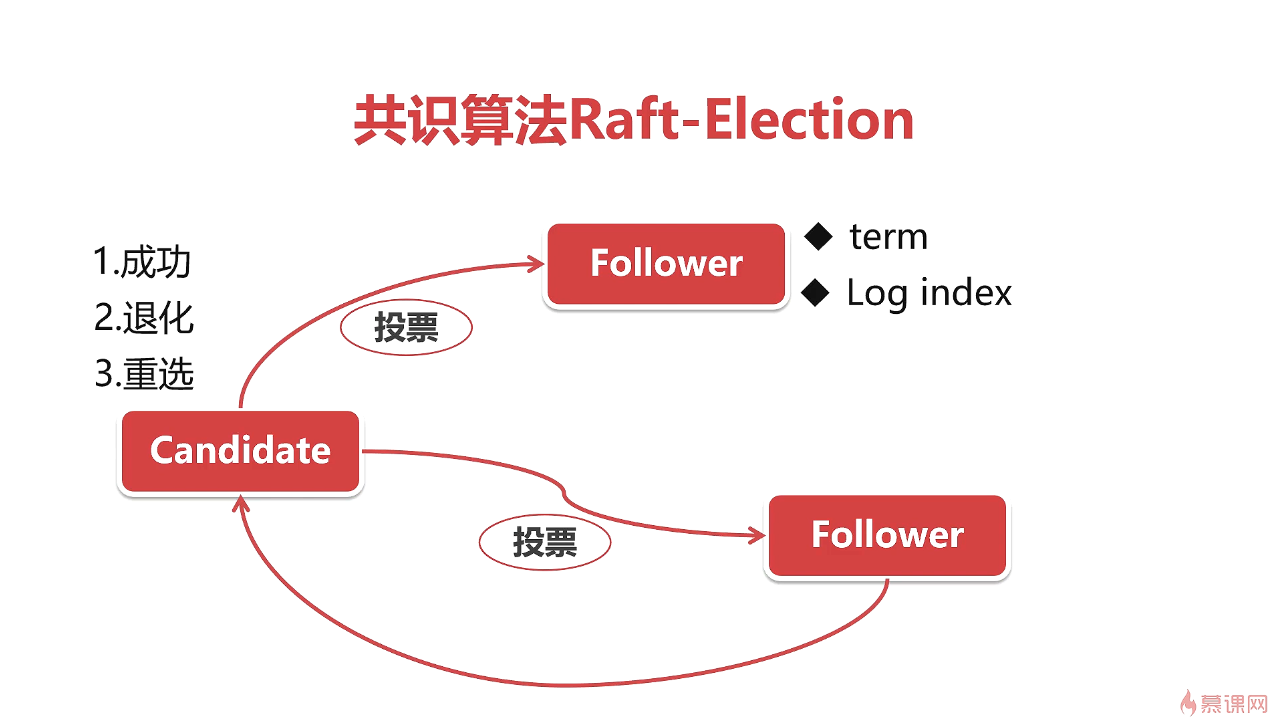 共识算法Raft-Election
1.成功
2.退化
3.重选
Follower
◆ term
◆ Log index
投票
Candidate
投票
Follower
慕课网